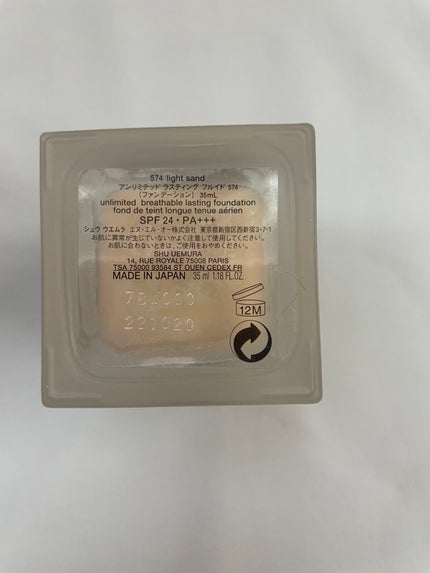 574 light sand
アンリミテッド ラスティング フルイド 574
(ファンデーション) 35mL
unlimited breathable lasting foundation
fond de teint longue tenue aérien
SPF 24・PA+++
シュウ ウエムラ エヌ・エル・オー株式会社 東京都新宿区西新宿3-7-1
お肌に異常が生じていないかよく注意して使用してください。
お肌に合わないときは、ご使用をおやめください。
SHU UEMURA
14, RUE ROYALE 75008 PARIS
TSA 75000 93584 ST OUEN CEDEX FR
MADE IN JAPAN 35 ml 1.18 FL.OZ.
12M